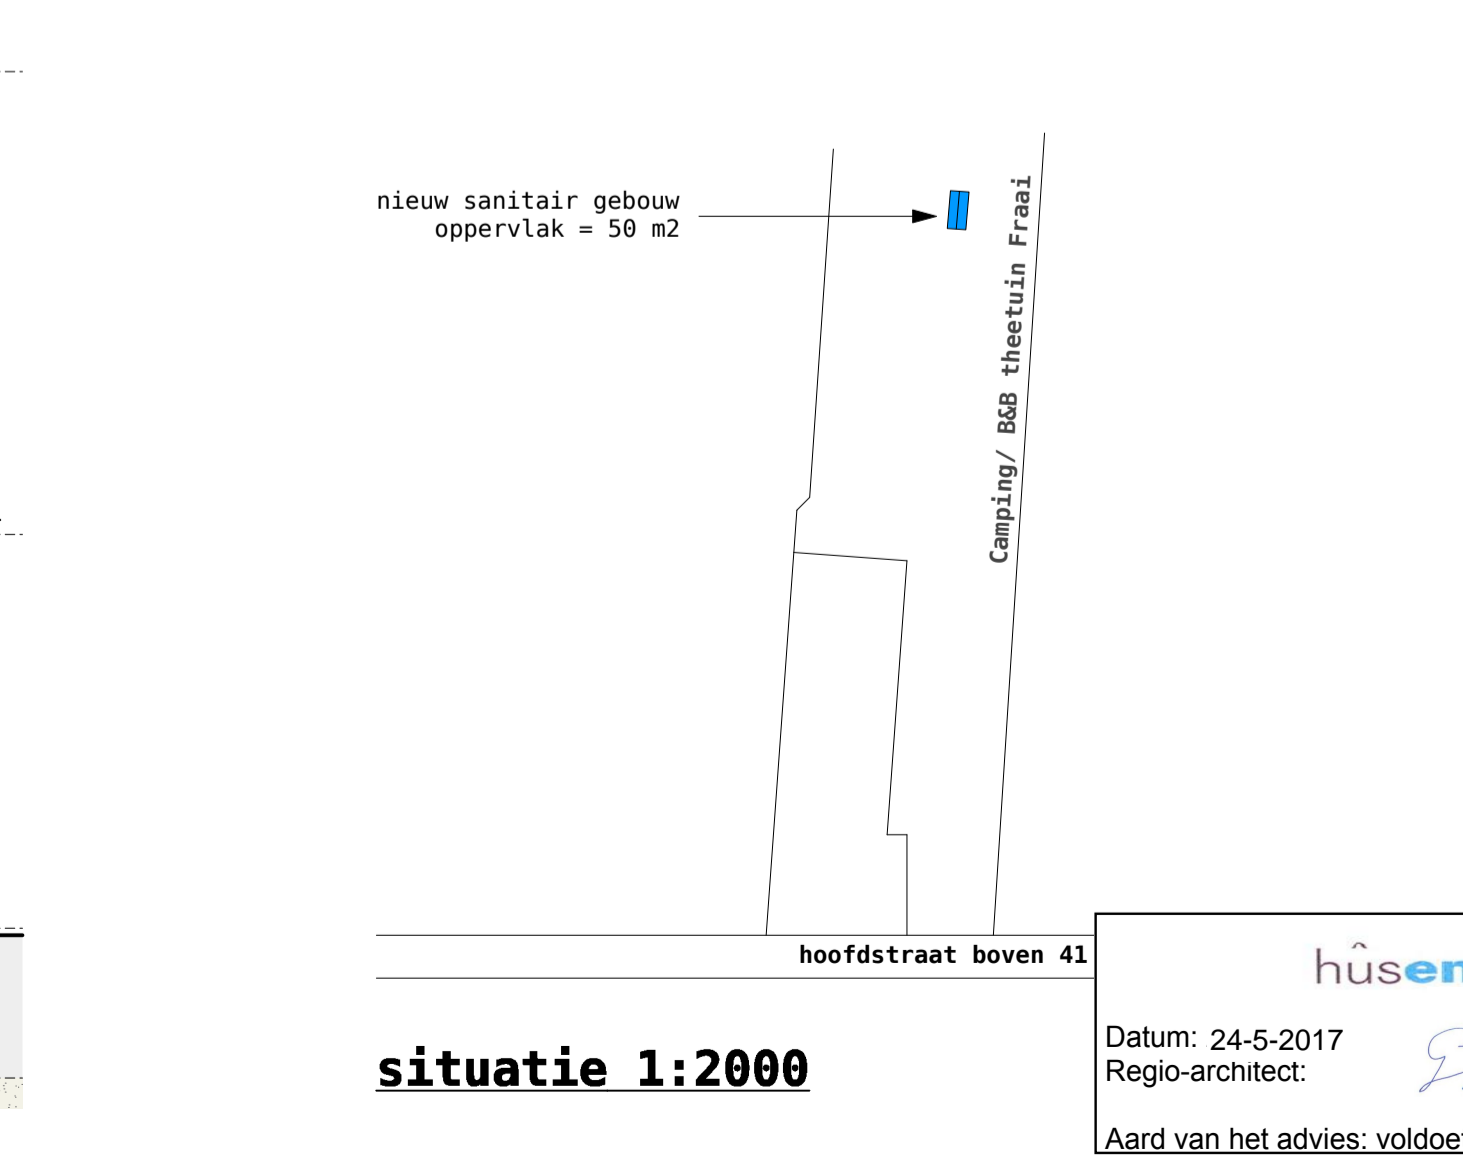 nieuw sanitair gebouw
oppervlak = 50 m2
Camping/ B&B theetuin Fraai
hoofdstraat boven 41
situatie 1:2000
hûsen
Datum: 24-5-2017
Regio-architect:
Aard van het advies: voldoet